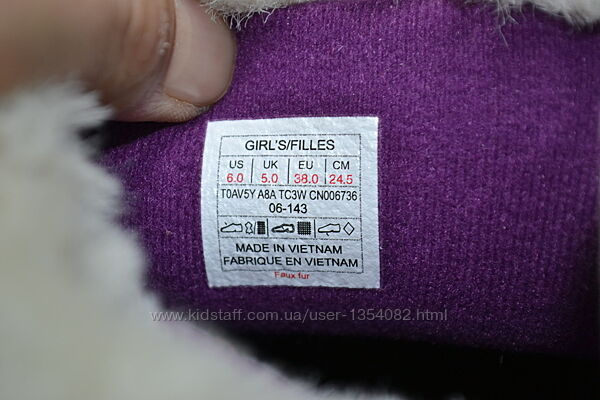 GIRL'S/FILLES
US UK EU CM
6.0 5.0 38.0 24.5
T0AV5Y A8A TC3W CN006736
06-143
MADE IN VIETNAM
FABRIQUE EN VIETNAM
Faux fur
www.kidstaff.com.ua/user-1354082.html